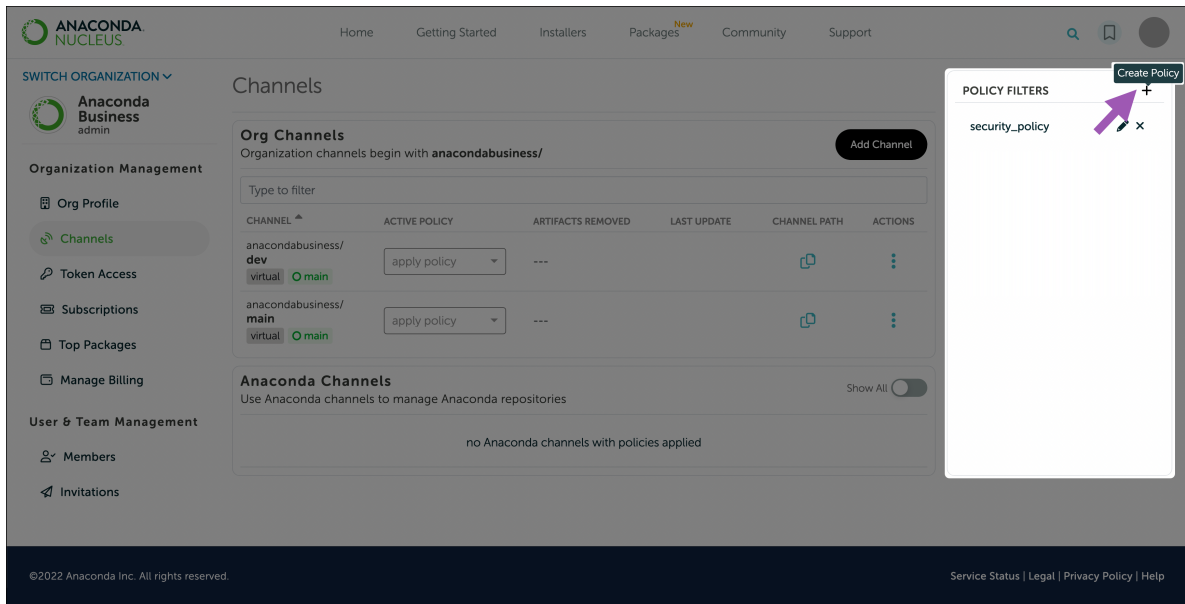 ANACONDA.
NUCLEUS.
Home Getting Started Installers Packages New Community Support
SWITCH ORGANIZATION
Anaconda
Business
admin
Organization Management
Org Profile
Channels
Token Access
Subscriptions
Top Packages
Manage Billing
User & Team Management
Members
Invitations
Channels
Org Channels
Organization channels begin with anacondabusiness/
Add Channel
Type to filter
CHANNEL ACTIVE POLICY ARTIFACTS REMOVED LAST UPDATE CHANNEL PATH ACTIONS
anacondabusiness/
dev
virtual main
apply policy ---
anacondabusiness/
main
virtual main
apply policy ---
Anaconda Channels
Use Anaconda channels to manage Anaconda repositories
Show All
no Anaconda channels with policies applied
Create Policy
POLICY FILTERS +
security_policy
©2022 Anaconda Inc. All rights reserved.
Service Status | Legal | Privacy Policy | Help